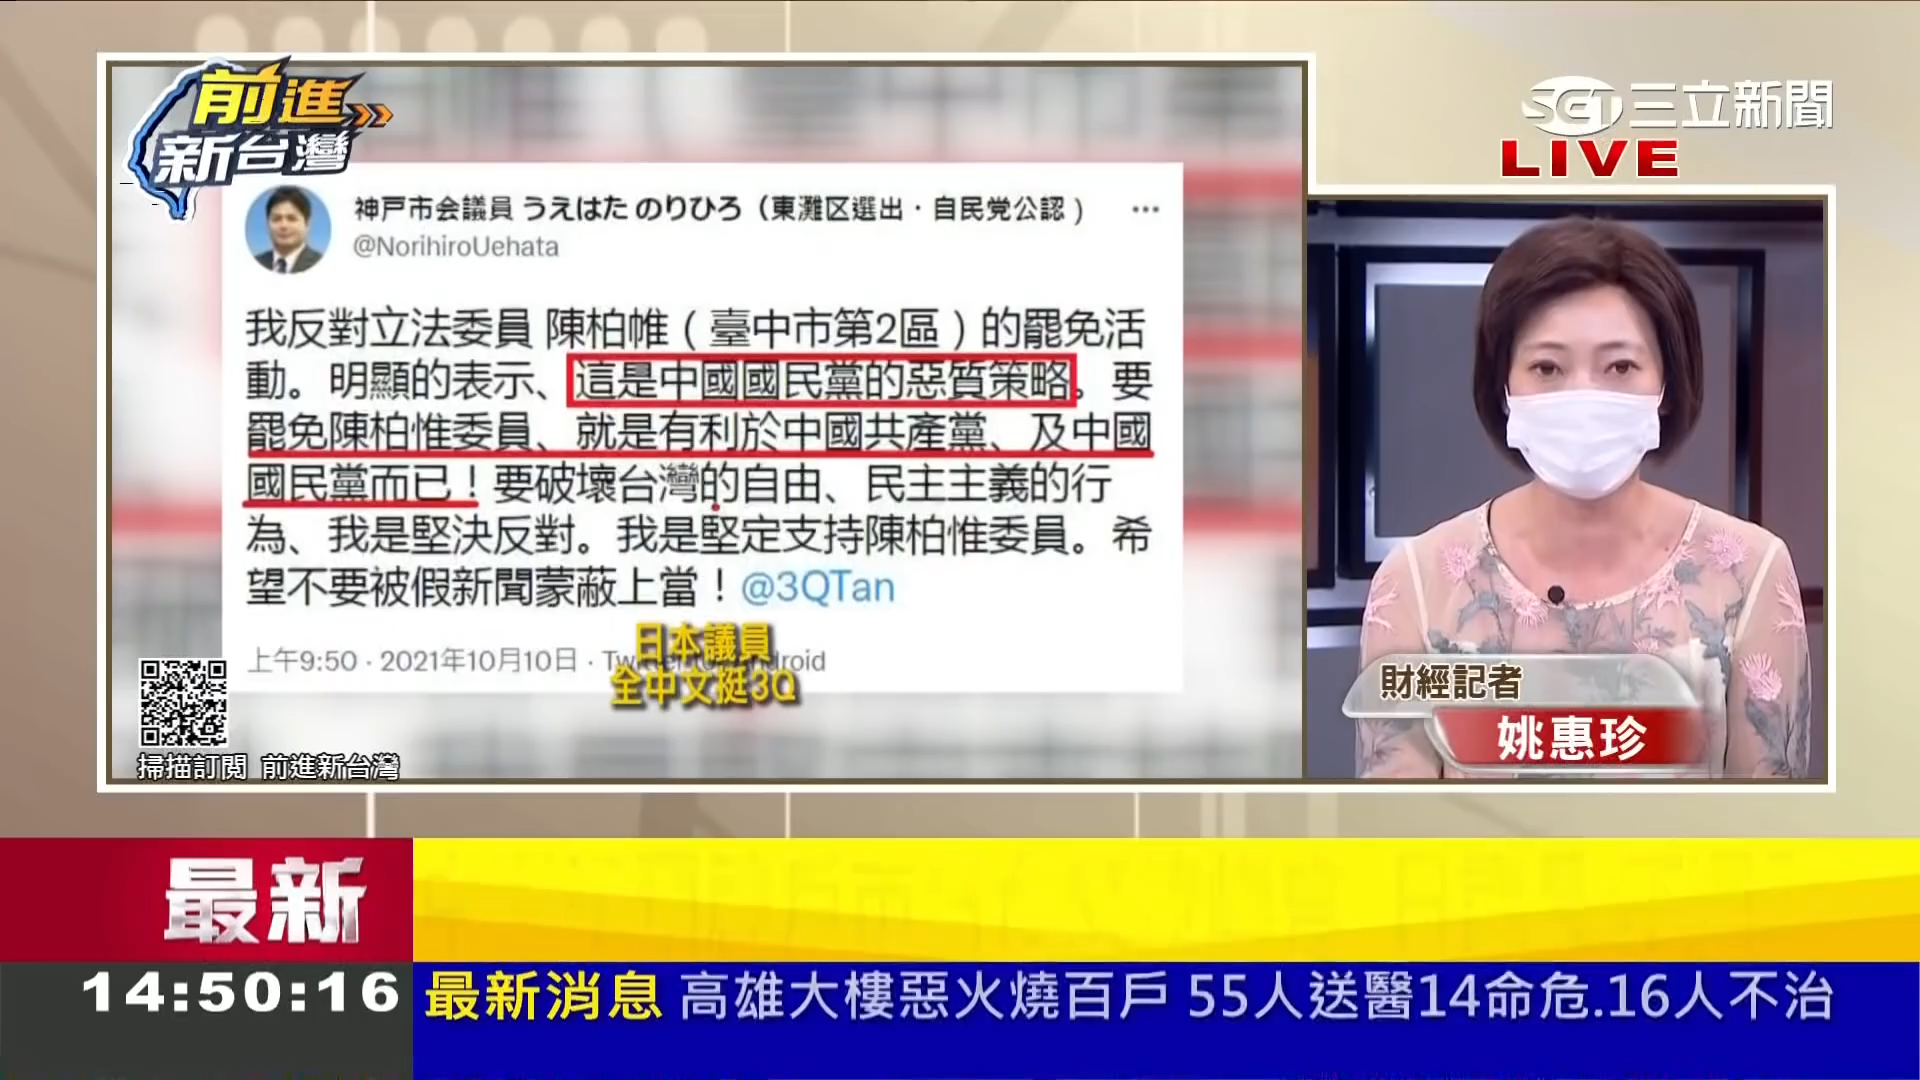 前進
新台灣
SET三立新聞
LIVE
神戸市会議員 うえはた のりひろ（東灘区選出・自民党公認）
@NorihiroUehata
我反對立法委員 陳柏帷（臺中市第2區）的罷免活
動。明顯的表示、這是中國國民黨的惡質策略。要
罷免陳柏惟委員、就是有利於中國共產黨、及中國
國民黨而已！要破壞台灣的自由、民主主義的行
為、我是堅決反對。我是堅定支持陳柏惟委員。希
望不要被假新聞蒙蔽上當！@3QTan
上午9:50 · 2021年10月10日 · Twitter for Android
日本議員
全中文挺3Q
掃描訂閱 前進新台灣
財經記者
姚惠珍
最新
14:50:16
最新消息 高雄大樓惡火燒百戶 55人送醫14命危.16人不治